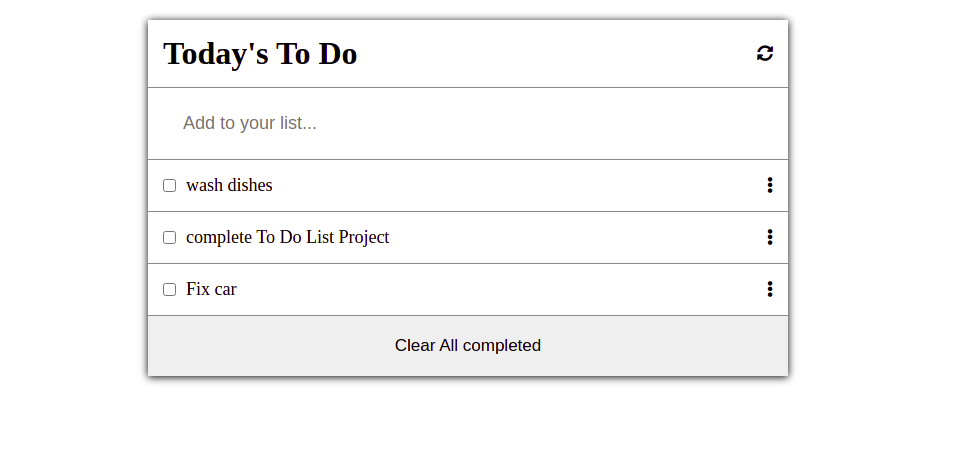 Today's To Do
Add to your list...
wash dishes
complete To Do List Project
Fix car
Clear All completed